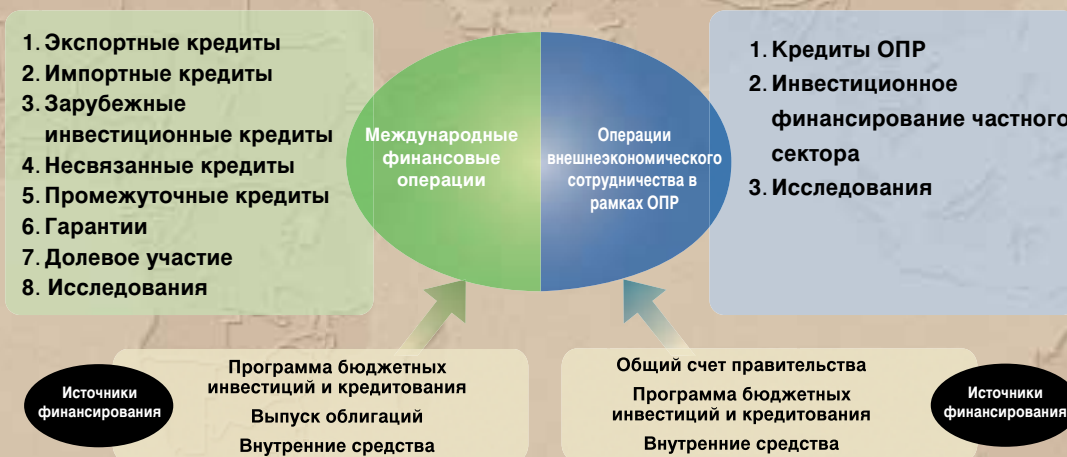 1. Экспортные кредиты
2. Импортные кредиты
3. Зарубежные
инвестиционные кредиты
4. Несвязанные кредиты
5. Промежуточные кредиты
6. Гарантии
7. Долевое участие
8. Исследования
Международные
финансовые
операции
Операции
внешнеэкономического
сотрудничества в
рамках ОПР
1. Кредиты ОПР
2. Инвестиционное
финансирование частного
сектора
3. Исследования
Источники
финансирования
Программа бюджетных
инвестиций и кредитования
Выпуск облигаций
Внутренние средства
Общий счет правительства
Программа бюджетных
инвестиций и кредитования
Внутренние средства
Источники
финансирования